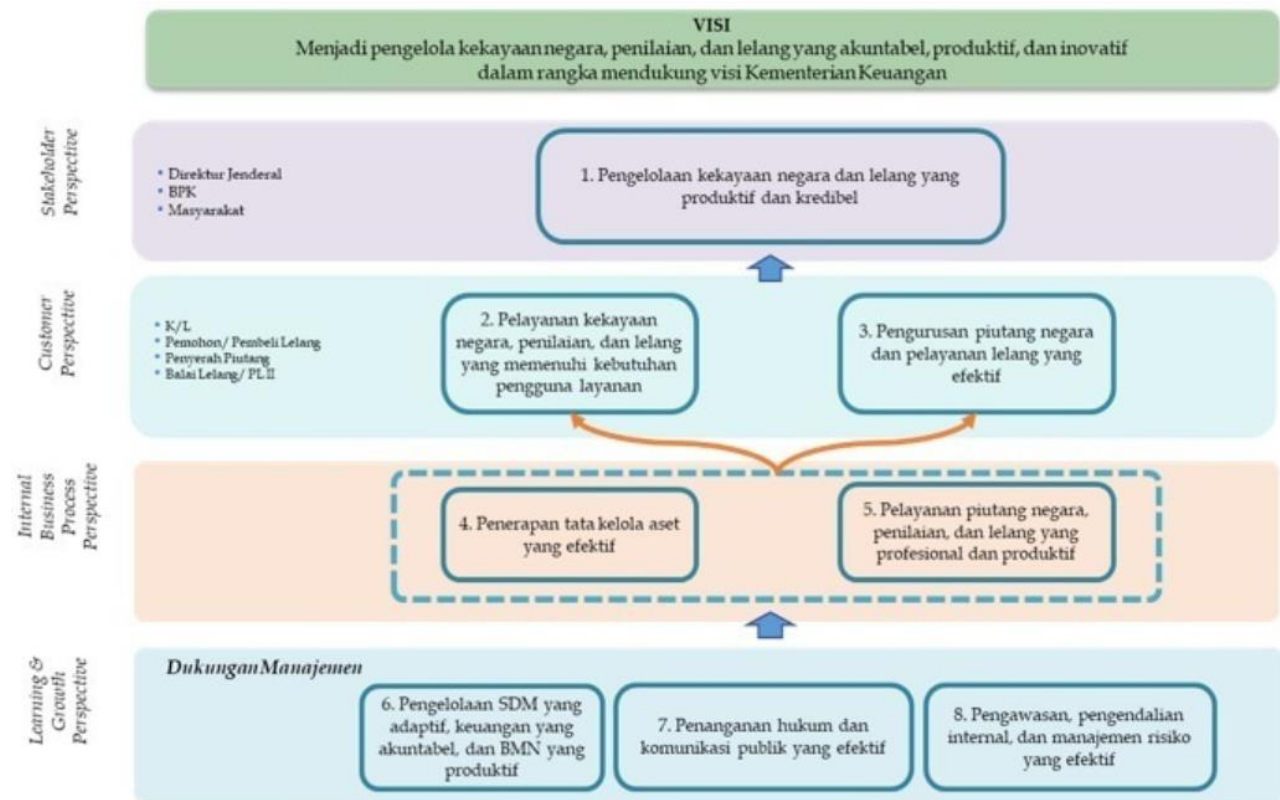 VISI
Menjadi pengelola kekayaan negara, penilaian, dan lelang yang akuntabel, produktif, dan inovatif
dalam rangka mendukung visi Kementerian Keuangan
Stakeholder
Perspective
• Direktur Jenderal
• BPK
• Masyarakat
1. Pengelolaan kekayaan negara dan lelang yang
produktif dan kredibel
Customer
Perspective
• K/L
• Pemohon/ Pembeli Lelang
• Penyerah Piutang
• Balai Lelang/ PL II
2. Pelayanan kekayaan
negara, penilaian, dan lelang
yang memenuhi kebutuhan
pengguna layanan
3. Pengurusan piutang negara
dan pelayanan lelang yang
efektif
Internal
Business
Process
Perspective
4. Penerapan tata kelola aset
yang efektif
5. Pelayanan piutang negara,
penilaian, dan lelang yang
profesional dan produktif
Learning &
Growth
Perspective
Dukungan Manajemen
6. Pengelolaan SDM yang
adaptif, keuangan yang
akuntabel, dan BMN yang
produktif
7. Penanganan hukum dan
komunikasi publik yang efektif
8. Pengawasan, pengendalian
internal, dan manajemen risiko
yang efektif